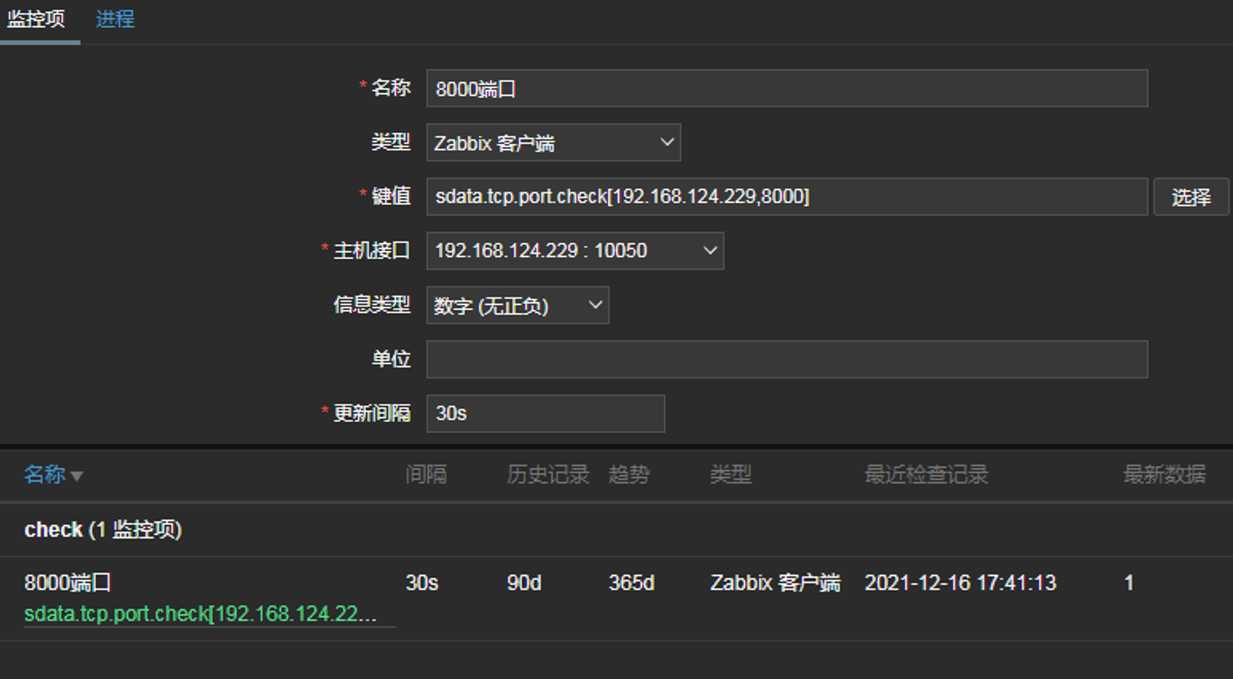 监控项 进程
* 名称 8000端口
类型 Zabbix 客户端
* 键值 sdata.tcp.port.check[192.168.124.229,8000] 选择
* 主机接口 192.168.124.229 : 10050
信息类型 数字 (无正负)
单位
* 更新间隔 30s
名称 间隔 历史记录 趋势 类型 最近检查记录 最新数据
check (1 监控项)
8000端口 30s 90d 365d Zabbix 客户端 2021-12-16 17:41:13 1
sdata.tcp.port.check[192.168.124.22...